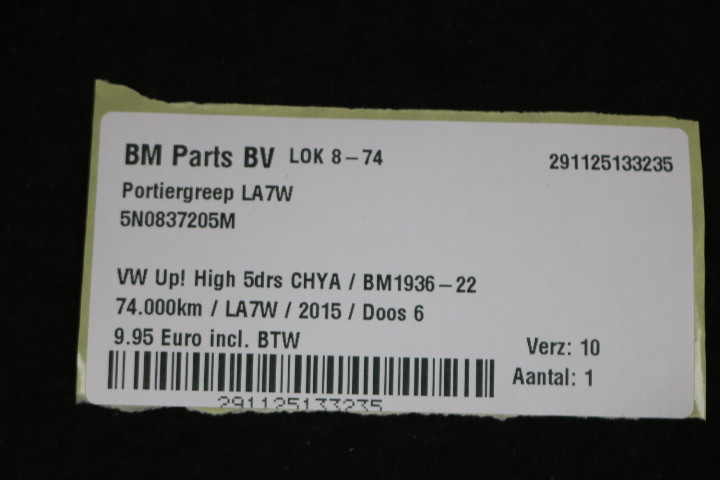 BM Parts BV LOK 8-74 291125133235
Portiergreep LA7W
5N0837205M
VW Up! High 5drs CHYA / BM1936-22
74.000km / LA7W / 2015 / Doos 6
9.95 Euro incl. BTW
Verz: 10
Aantal: 1
291125133235